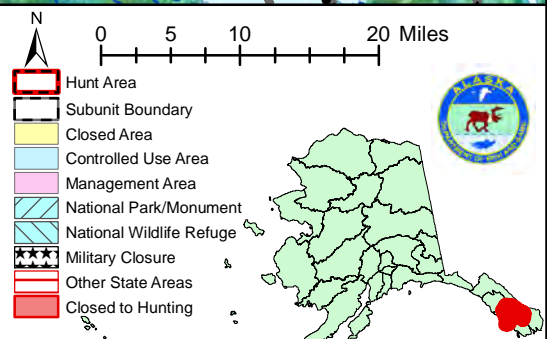 N
0 5 10 20 Miles
Hunt Area
Subunit Boundary
Closed Area
Controlled Use Area
Management Area
National Park/Monument
National Wildlife Refuge
Military Closure
Other State Areas
Closed to Hunting
ALASKA